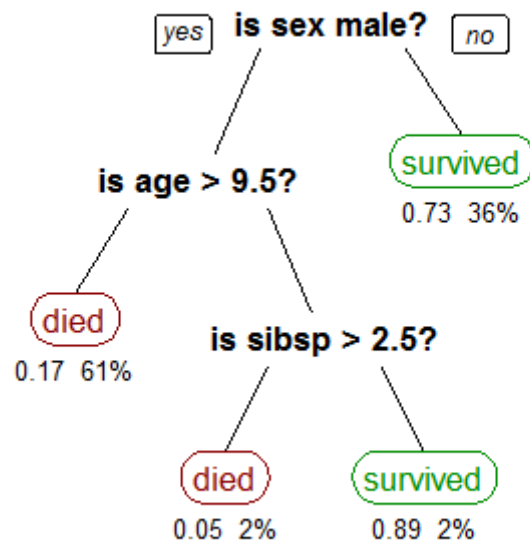 yes is sex male? no
survived
is age > 9.5?
0.73 36%
died
is sibsp > 2.5?
0.17 61%
died survived
0.05 2% 0.89 2%